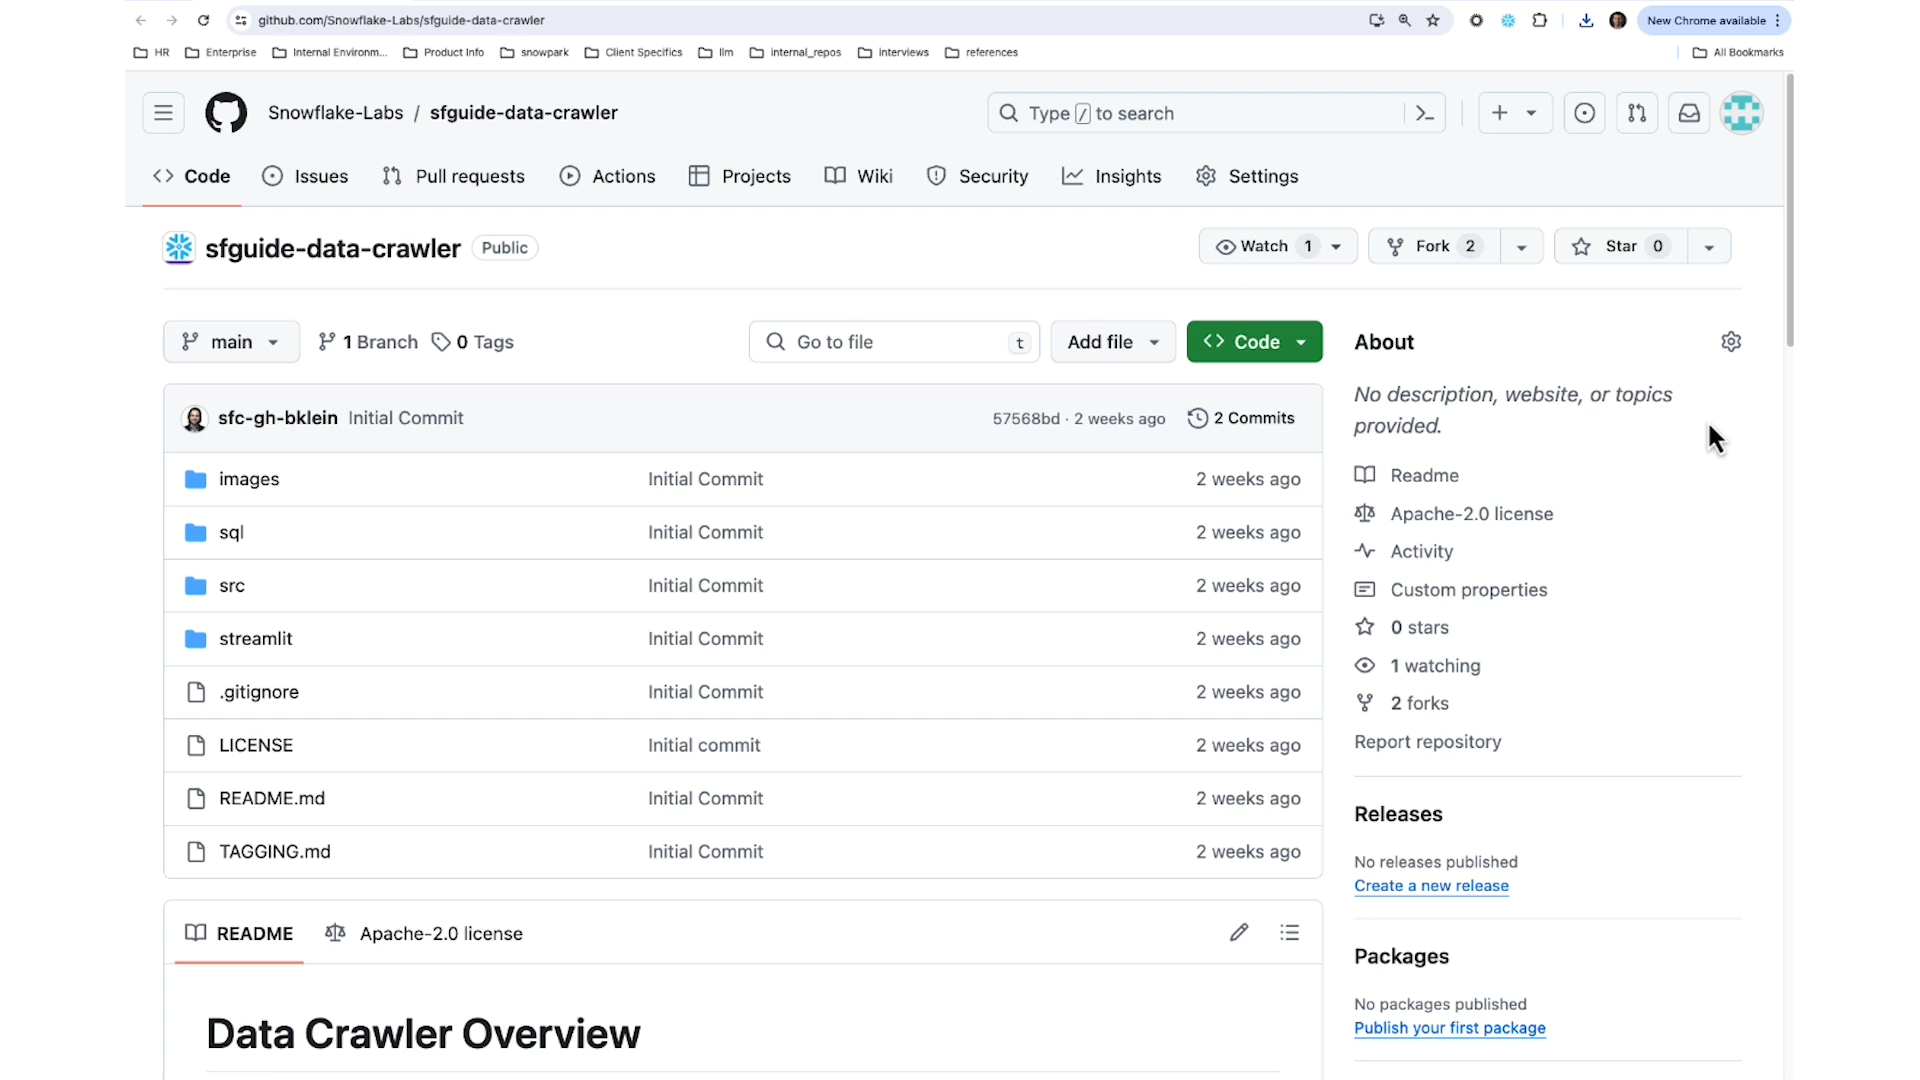 github.com/Snowflake-Labs/sfguide-data-crawler
New Chrome available
HR Enterprise Internal Environm... Product Info snowpark Client Specifics llm internal_repos interviews references All Bookmarks
Snowflake-Labs / sfguide-data-crawler
Type / to search
Code Issues Pull requests Actions Projects Wiki Security Insights Settings
sfguide-data-crawler Public
Watch 1 Fork 2 Star 0
main 1 Branch 0 Tags
Go to file t Add file Code
sfc-gh-bklein Initial Commit 57568bd · 2 weeks ago 2 Commits
images Initial Commit 2 weeks ago
sql Initial Commit 2 weeks ago
src Initial Commit 2 weeks ago
streamlit Initial Commit 2 weeks ago
.gitignore Initial Commit 2 weeks ago
LICENSE Initial commit 2 weeks ago
README.md Initial Commit 2 weeks ago
TAGGING.md Initial Commit 2 weeks ago
README Apache-2.0 license
Data Crawler Overview
About
No description, website, or topics
provided.
Readme
Apache-2.0 license
Activity
Custom properties
0 stars
1 watching
2 forks
Report repository
Releases
No releases published
Create a new release
Packages
No packages published
Publish your first package